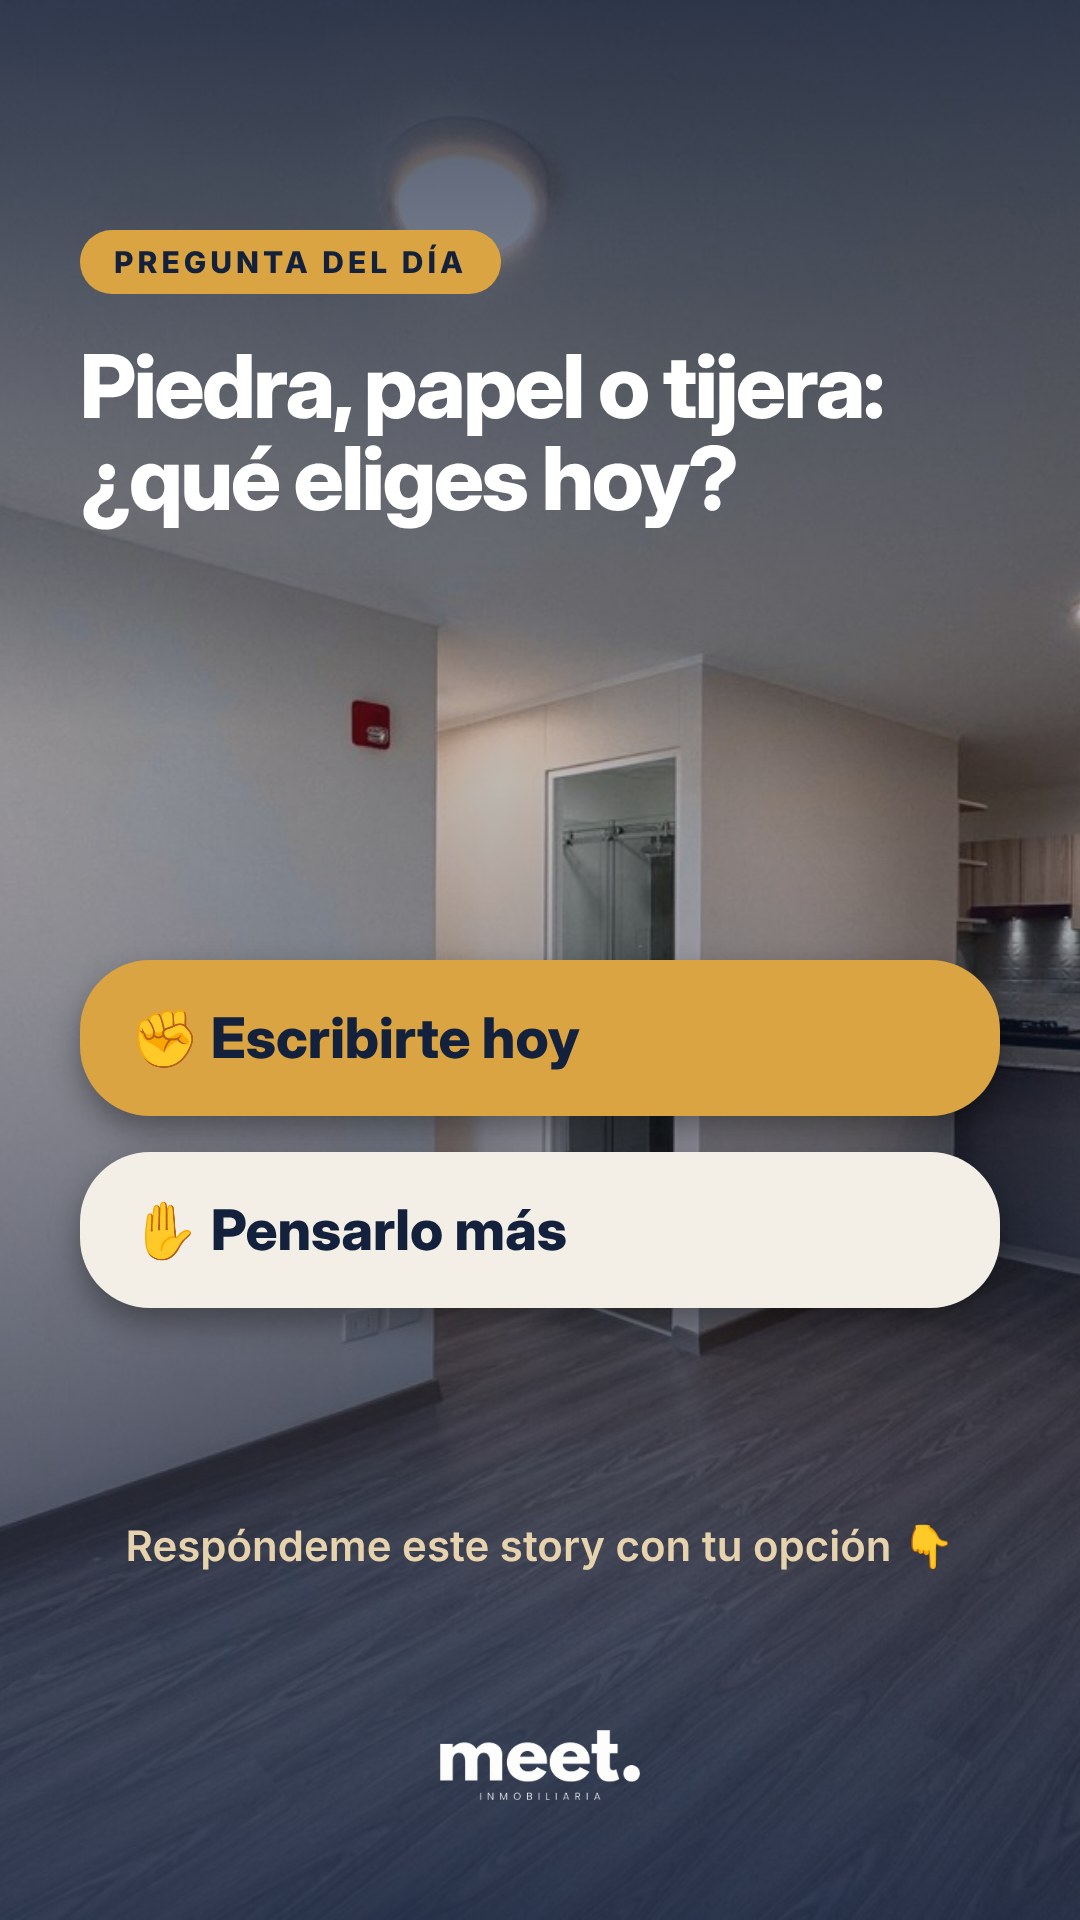 PREGUNTA DEL DÍA
Piedra, papel o tijera:
¿qué eliges hoy?
✊ Escribirte hoy
✋ Pensarlo más
Respóndeme este story con tu opción 👇
meet.
INMOBILIARIA